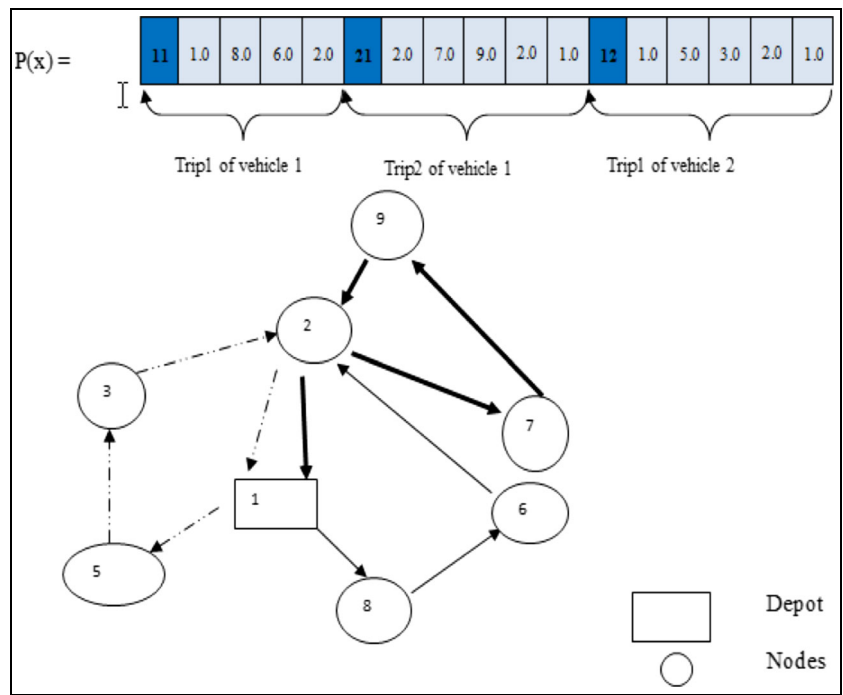 P(x) = 11 1.0 8.0 6.0 2.0 21 2.0 7.0 9.0 2.0 1.0 12 1.0 5.0 3.0 2.0 1.0
Trip1 of vehicle 1 Trip2 of vehicle 1 Trip1 of vehicle 2
9
2
3
7
1
6
5
8
Depot
Nodes